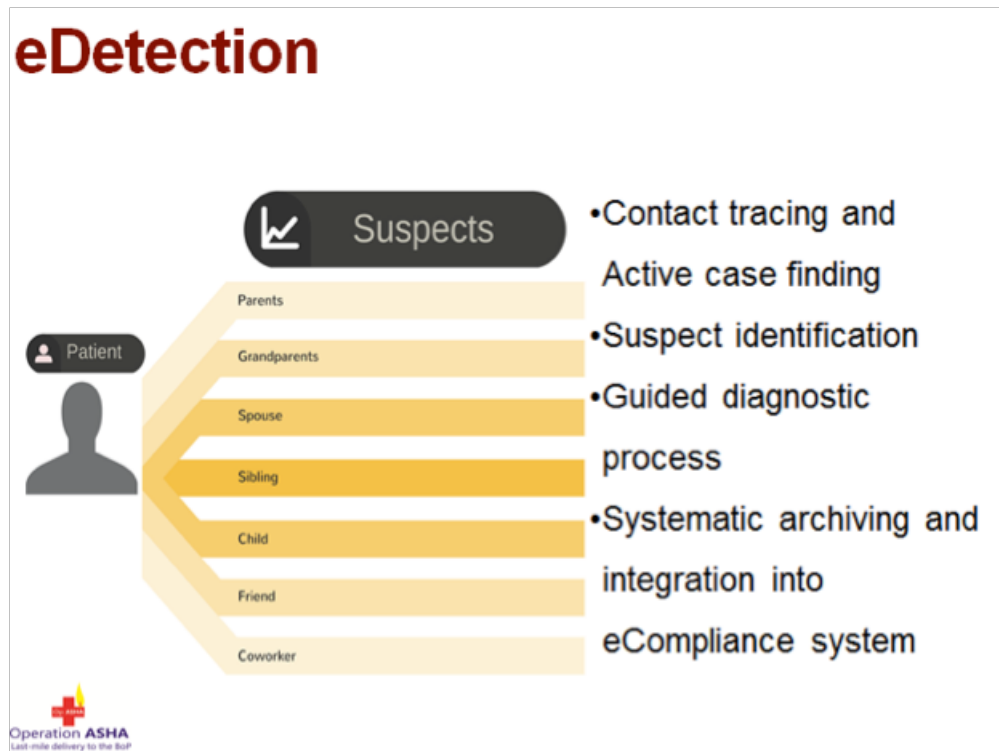 eDetection
Suspects
Patient
Parents
Grandparents
Spouse
Sibling
Child
Friend
Coworker
•Contact tracing and
Active case finding
•Suspect identification
•Guided diagnostic
process
•Systematic archiving and
integration into
eCompliance system
Operation ASHA
Last-mile delivery to the BoP